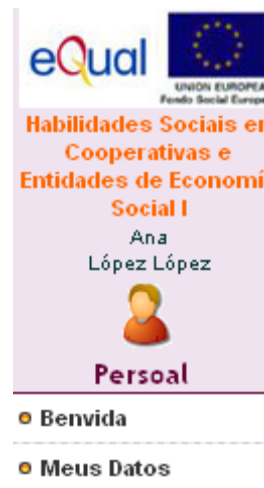 eQual
UNION EUROPEA
Fondo Social Europe
Habilidades Sociais en
Cooperativas e
Entidades de Economí
Social I
Ana
López López
Persoal
Benvida
Meus Datos